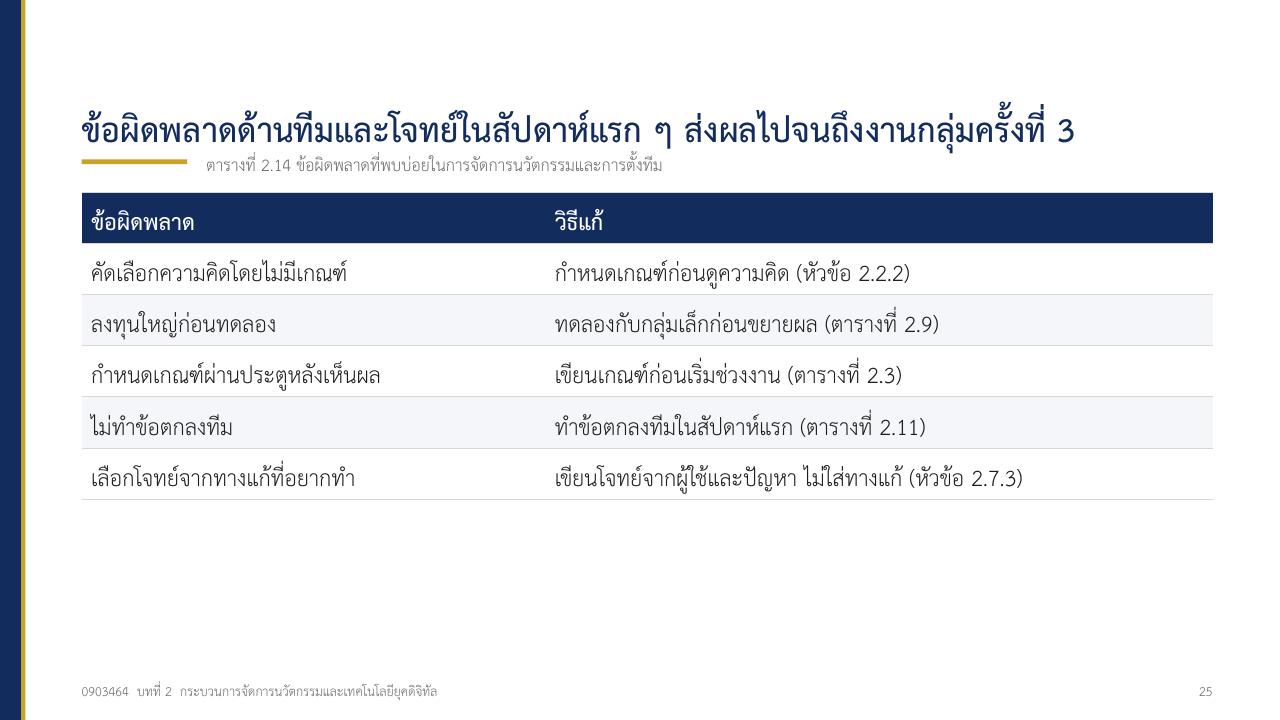 ข้อผิดพลาดด้านทีมและโจทย์ในสัปดาห์แรก ๆ ส่งผลไปจนถึงงานกลุ่มครั้งที่ 3
ตารางที่ 2.14 ข้อผิดพลาดที่พบบ่อยในการจัดการนวัตกรรมและการตั้งทีม
ข้อผิดพลาด วิธีแก้
คัดเลือกความคิดโดยไม่มีเกณฑ์ กำหนดเกณฑ์ก่อนดูความคิด (หัวข้อ 2.2.2)
ลงทุนใหญ่ก่อนทดลอง ทดลองกับกลุ่มเล็กก่อนขยายผล (ตารางที่ 2.9)
กำหนดเกณฑ์ผ่านประตูหลังเห็นผล เขียนเกณฑ์ก่อนเริ่มช่วงงาน (ตารางที่ 2.3)
ไม่ทำข้อตกลงทีม ทำข้อตกลงทีมในสัปดาห์แรก (ตารางที่ 2.11)
เลือกโจทย์จากทางแก้ที่อยากทำ เขียนโจทย์จากผู้ใช้และปัญหา ไม่ใส่ทางแก้ (หัวข้อ 2.7.3)
0903464 บทที่ 2 กระบวนการจัดการนวัตกรรมและเทคโนโลยียุคดิจิทัล 25